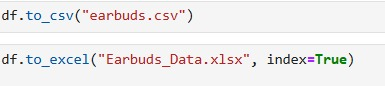 df.to_csv("earbuds.csv")
df.to_excel("Earbuds_Data.xlsx", index=True)